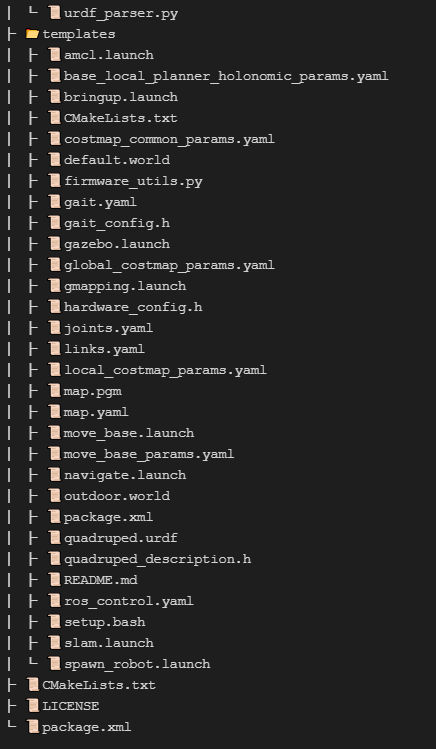 │ └ 📜urdf_parser.py
├ 📂templates
│ ├ 📜amcl.launch
│ ├ 📜base_local_planner_holonomic_params.yaml
│ ├ 📜bringup.launch
│ ├ 📜CMakeLists.txt
│ ├ 📜costmap_common_params.yaml
│ ├ 📜default.world
│ ├ 📜firmware_utils.py
│ ├ 📜gait.yaml
│ ├ 📜gait_config.h
│ ├ 📜gazebo.launch
│ ├ 📜global_costmap_params.yaml
│ ├ 📜gmapping.launch
│ ├ 📜hardware_config.h
│ ├ 📜joints.yaml
│ ├ 📜links.yaml
│ ├ 📜local_costmap_params.yaml
│ ├ 📜map.pgm
│ ├ 📜map.yaml
│ ├ 📜move_base.launch
│ ├ 📜move_base_params.yaml
│ ├ 📜navigate.launch
│ ├ 📜outdoor.world
│ ├ 📜package.xml
│ ├ 📜quadruped.urdf
│ ├ 📜quadruped_description.h
│ ├ 📜README.md
│ ├ 📜ros_control.yaml
│ ├ 📜setup.bash
│ ├ 📜slam.launch
│ └ 📜spawn_robot.launch
├ 📜CMakeLists.txt
├ 📜LICENSE
└ 📜package.xml